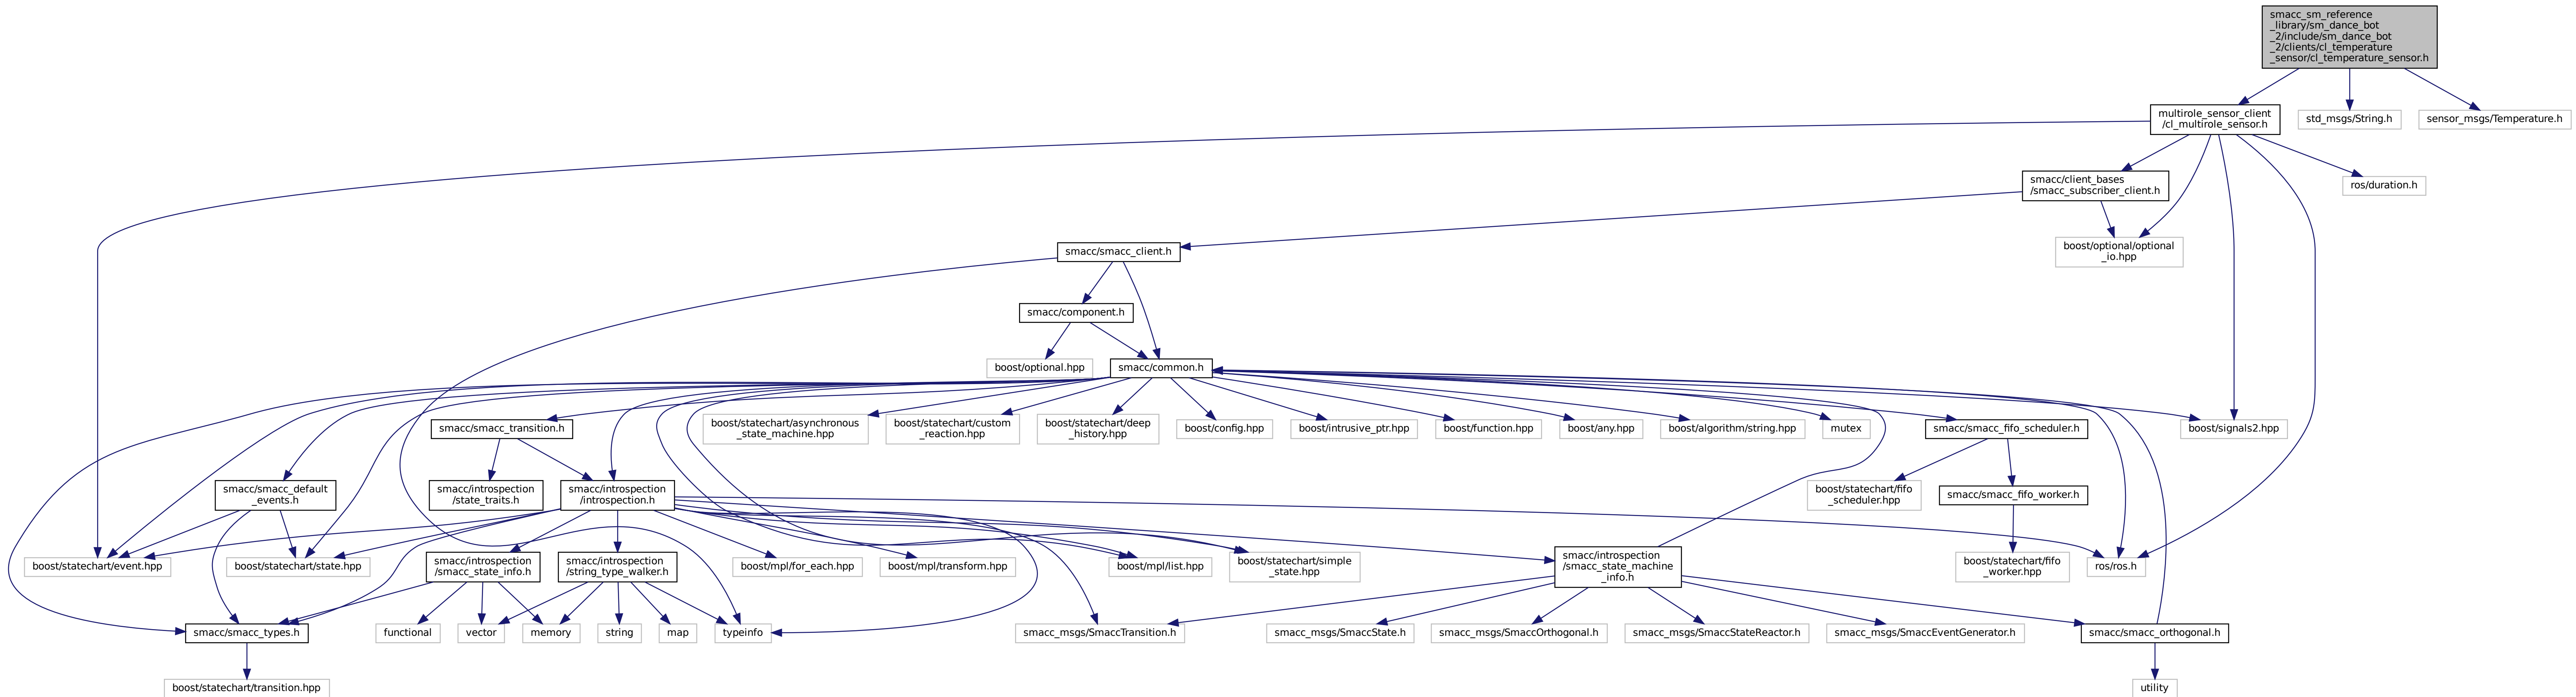 smacc_sm_reference
_library/sm_dance_bot
_2/include/sm_dance_bot
_2/clients/cl_temperature
_sensor/cl_temperature_sensor.h
multirole_sensor_client
/cl_multirole_sensor.h
std_msgs/String.h
sensor_msgs/Temperature.h
smacc/client_bases
/smacc_subscriber_client.h
ros/duration.h
smacc/smacc_client.h
boost/optional/optional
_io.hpp
smacc/component.h
boost/optional.hpp
smacc/common.h
smacc/smacc_transition.h
boost/statechart/asynchronous
_state_machine.hpp
boost/statechart/custom
_reaction.hpp
boost/statechart/deep
_history.hpp
boost/config.hpp
boost/intrusive_ptr.hpp
boost/function.hpp
boost/any.hpp
boost/algorithm/string.hpp
mutex
smacc/smacc_fifo_scheduler.h
boost/signals2.hpp
smacc/smacc_default
_events.h
smacc/introspection
/state_traits.h
smacc/introspection
/introspection.h
boost/statechart/fifo
_scheduler.hpp
smacc/smacc_fifo_worker.h
boost/statechart/event.hpp
boost/statechart/state.hpp
smacc/introspection
/smacc_state_info.h
smacc/introspection
/string_type_walker.h
boost/mpl/for_each.hpp
boost/mpl/transform.hpp
boost/mpl/list.hpp
boost/statechart/simple
_state.hpp
smacc/introspection
/smacc_state_machine
_info.h
boost/statechart/fifo
_worker.hpp
ros/ros.h
smacc/smacc_types.h
functional
vector
memory
string
map
typeinfo
smacc_msgs/SmaccTransition.h
smacc_msgs/SmaccState.h
smacc_msgs/SmaccOrthogonal.h
smacc_msgs/SmaccStateReactor.h
smacc_msgs/SmaccEventGenerator.h
smacc/smacc_orthogonal.h
boost/statechart/transition.hpp
utility